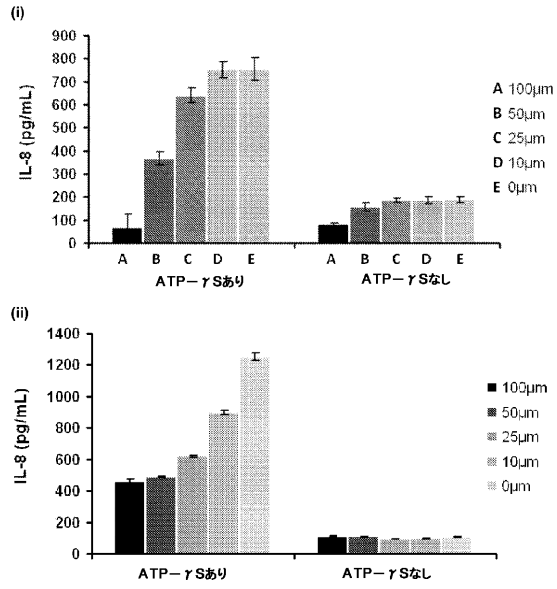 (i)
IL-8 (pg/mL)
900
800
700
600
500
400
300
200
100
0
A B C D E A B C D E
ATP－γSあり ATP－γSなし
A 100µm
B 50µm
C 25µm
D 10µm
E 0µm
(ii)
IL-8 (pg/mL)
1400
1200
1000
800
600
400
200
0
ATP－γSあり ATP－γSなし
100µm
50µm
25µm
10µm
0µm